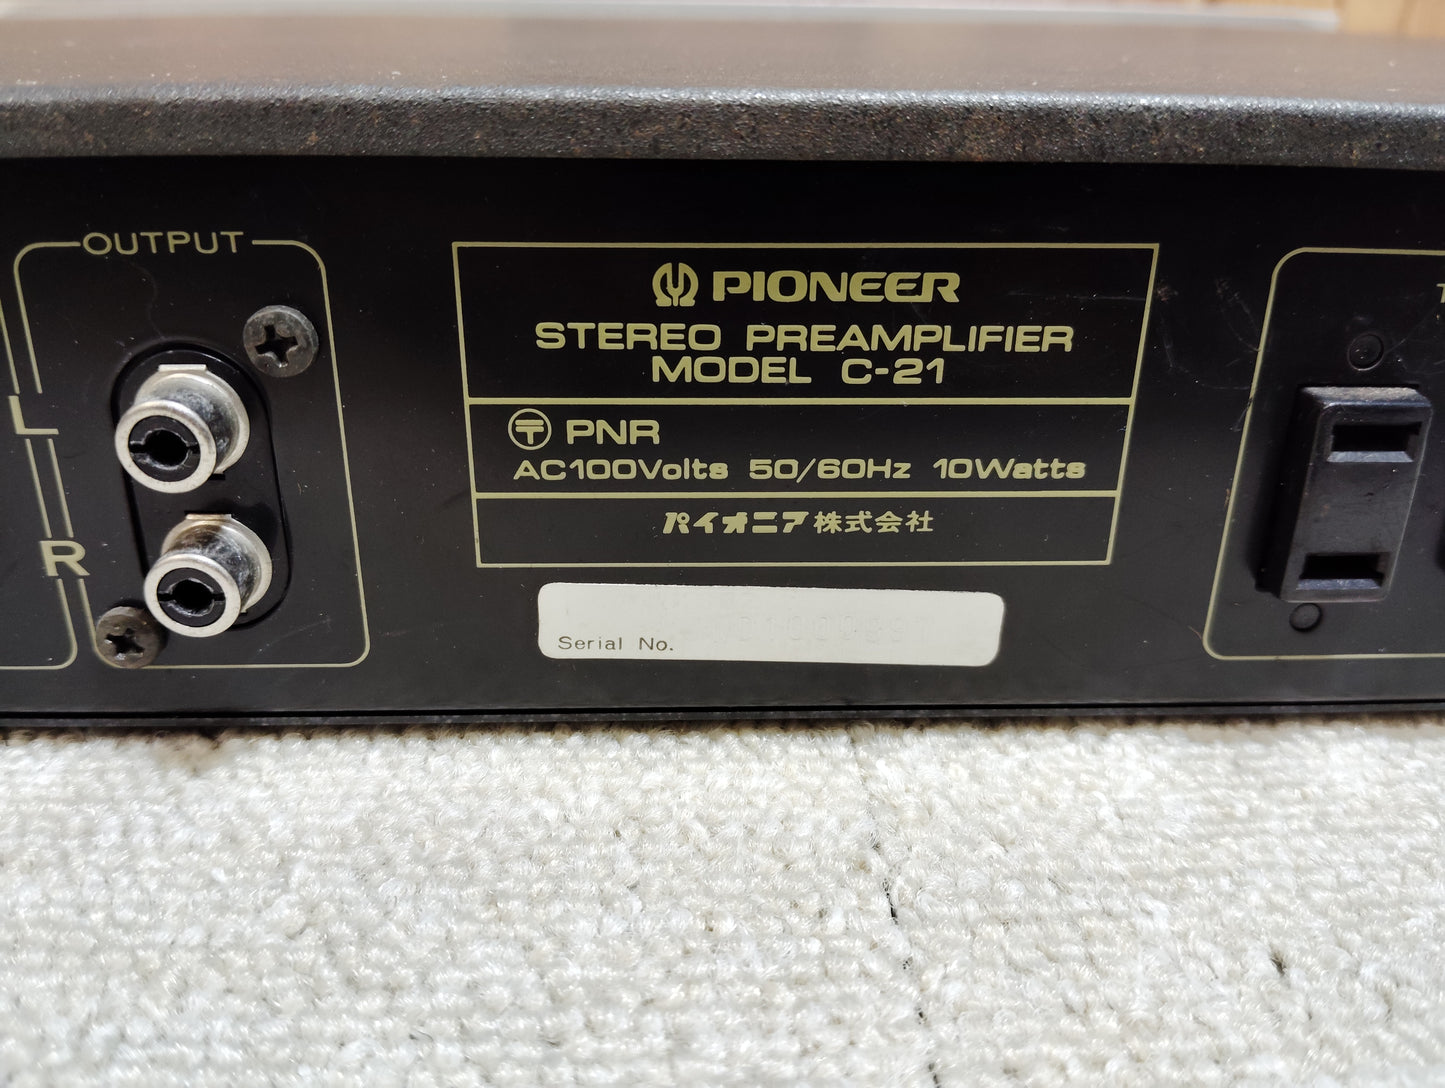 OUTPUT
L
R
PIONEER
STEREO PREAMPLIFIER
MODEL C-21
〒 PNR
AC100Volts 50/60Hz 10Watts
パイオニア株式会社
Serial No.